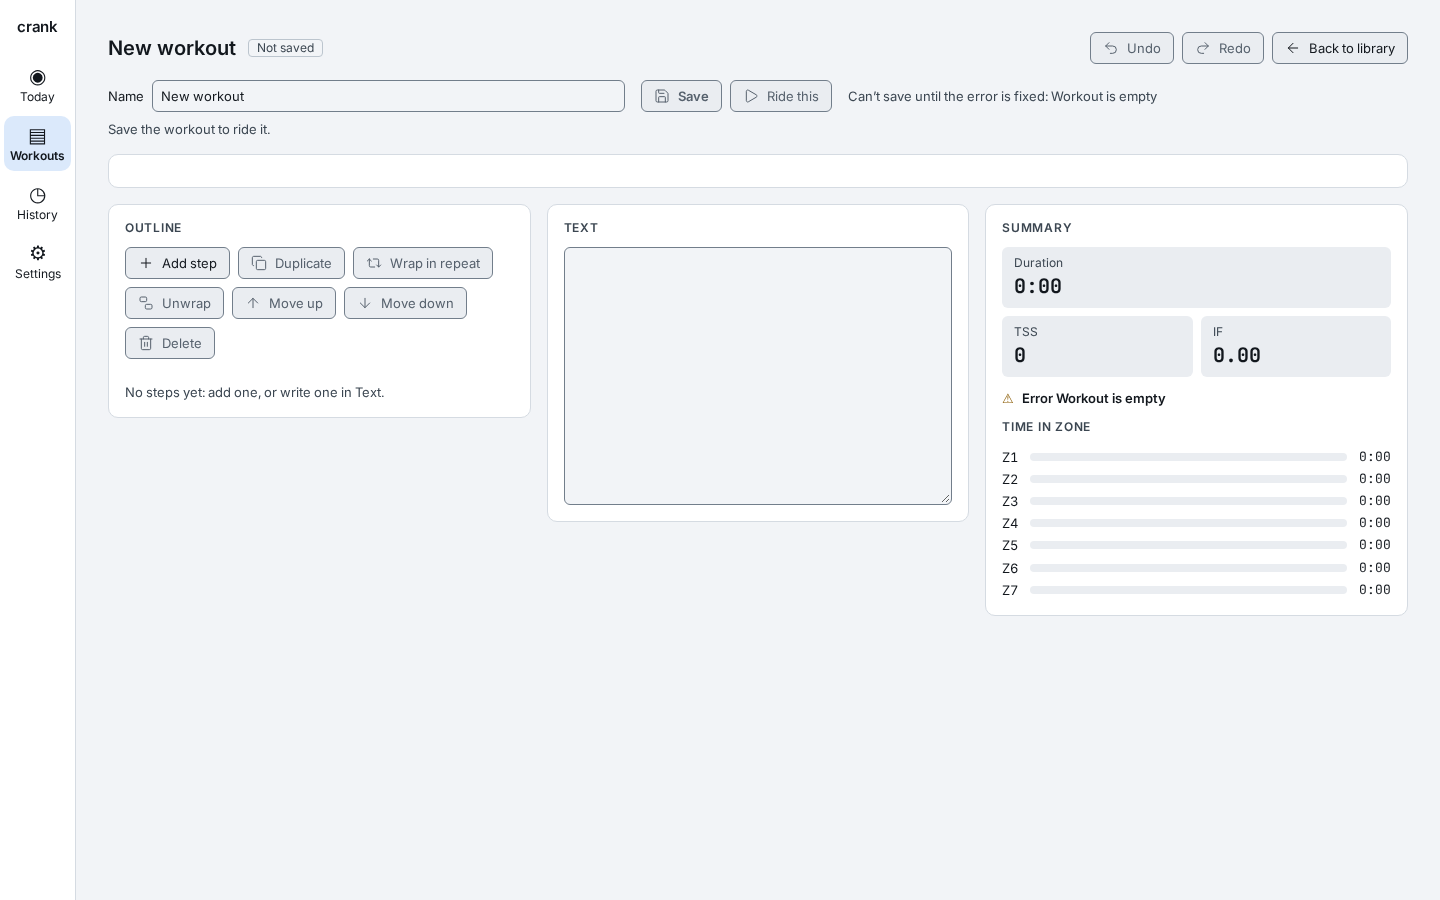 crank
Today
Workouts
History
Settings
New workout
Not saved
Undo
Redo
Back to library
Name
New workout
Save
Ride this
Can’t save until the error is fixed: Workout is empty
Save the workout to ride it.
OUTLINE
Add step
Duplicate
Wrap in repeat
Unwrap
Move up
Move down
Delete
No steps yet: add one, or write one in Text.
TEXT
SUMMARY
Duration
0:00
TSS
0
IF
0.00
⚠ Error Workout is empty
TIME IN ZONE
Z1 0:00
Z2 0:00
Z3 0:00
Z4 0:00
Z5 0:00
Z6 0:00
Z7 0:00